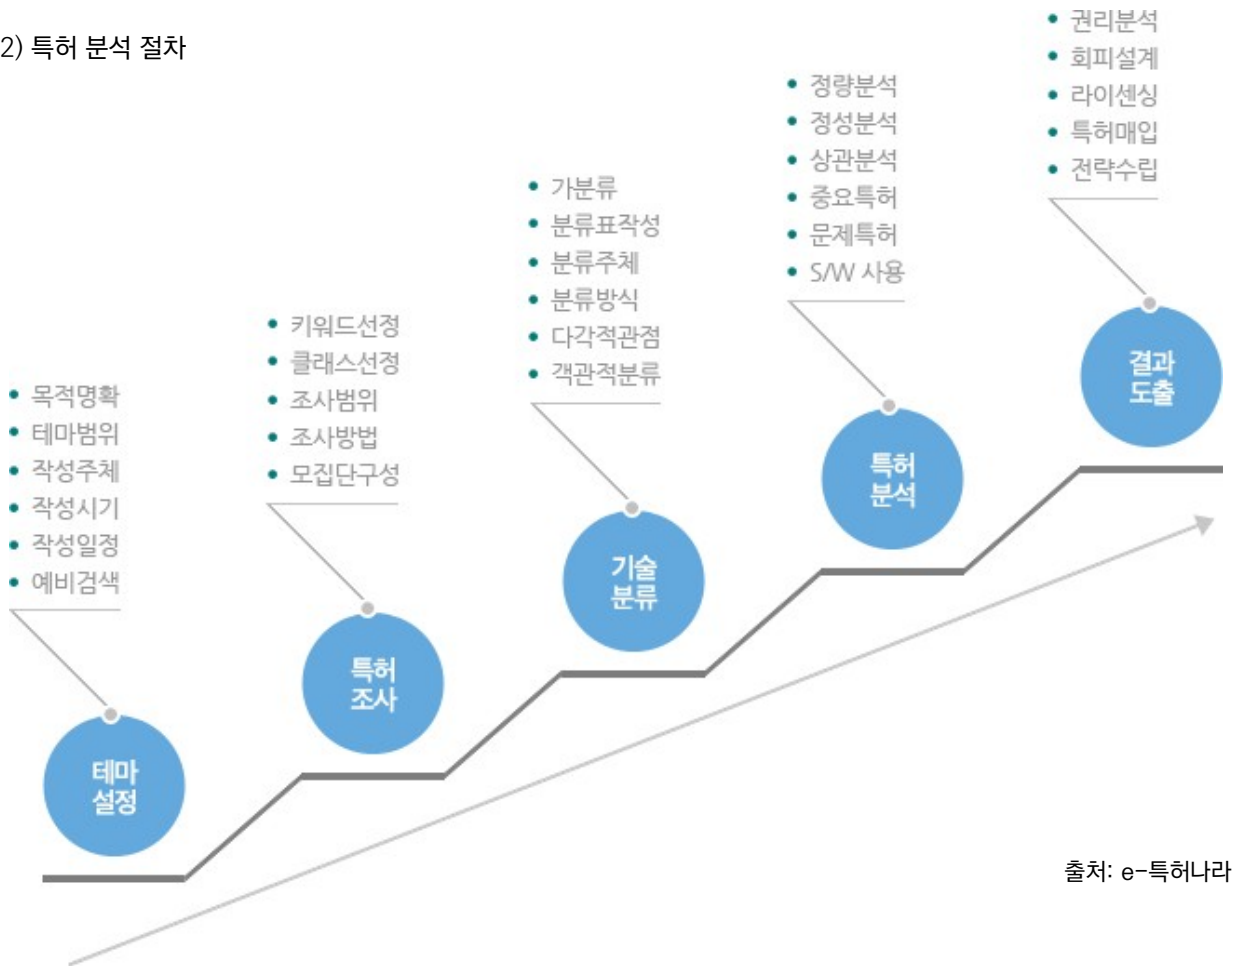 2) 특허 분석 절차
목적명확
테마범위
작성주체
작성시기
작성일정
예비검색
테마
설정
키워드선정
클래스선정
조사범위
조사방법
모집단구성
특허
조사
가분류
분류표작성
분류주체
분류방식
다각적관점
객관적분류
기술
분류
정량분석
정성분석
상관분석
중요특허
문제특허
S/W 사용
특허
분석
권리분석
회피설계
라이센싱
특허매입
전략수립
결과
도출
출처: e-특허나라